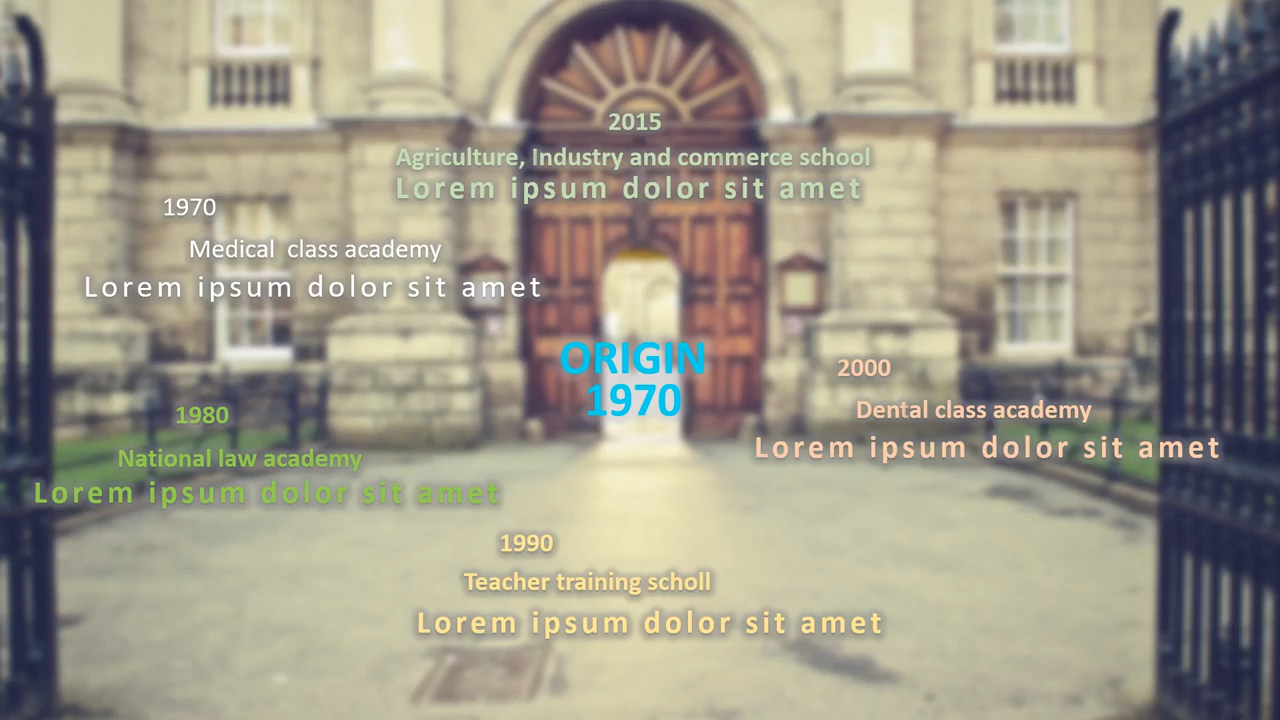 2015
Agriculture, Industry and commerce school
Lorem ipsum dolor sit amet
1970
Medical  class academy
Lorem ipsum dolor sit amet
ORIGIN
1970
2000
Dental class academy
Lorem ipsum dolor sit amet
1980
National law academy
Lorem ipsum dolor sit amet
1990
Teacher training scholl
Lorem ipsum dolor sit amet